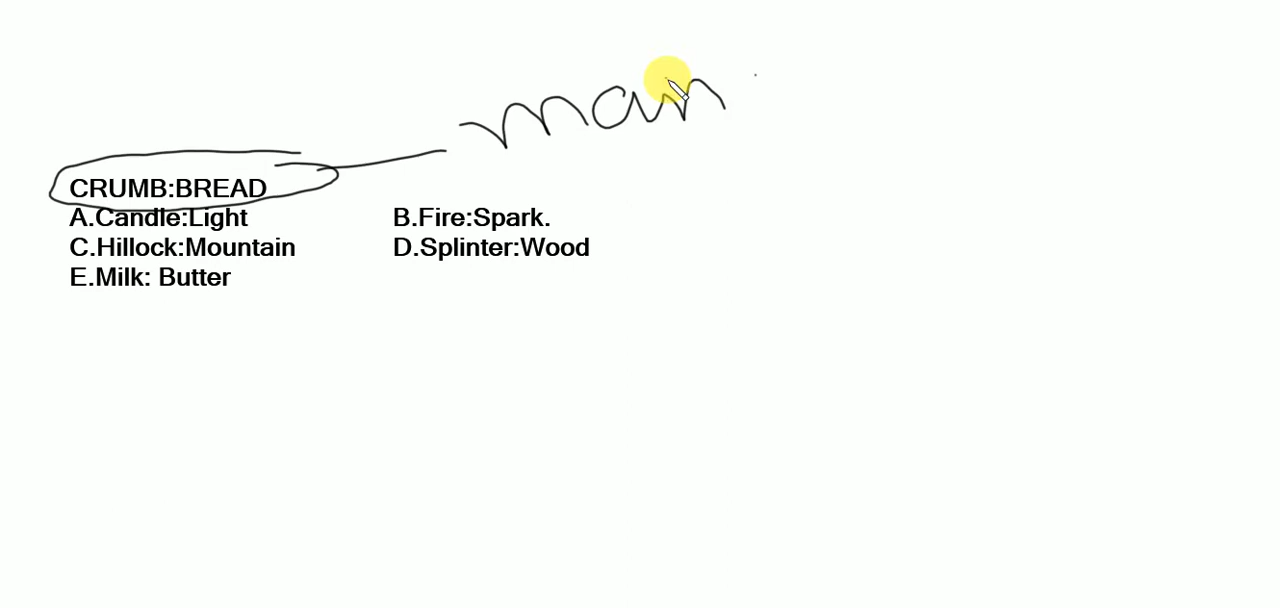 man
CRUMB:BREAD
A.Candle:Light B.Fire:Spark.
C.Hillock:Mountain D.Splinter:Wood
E.Milk: Butter